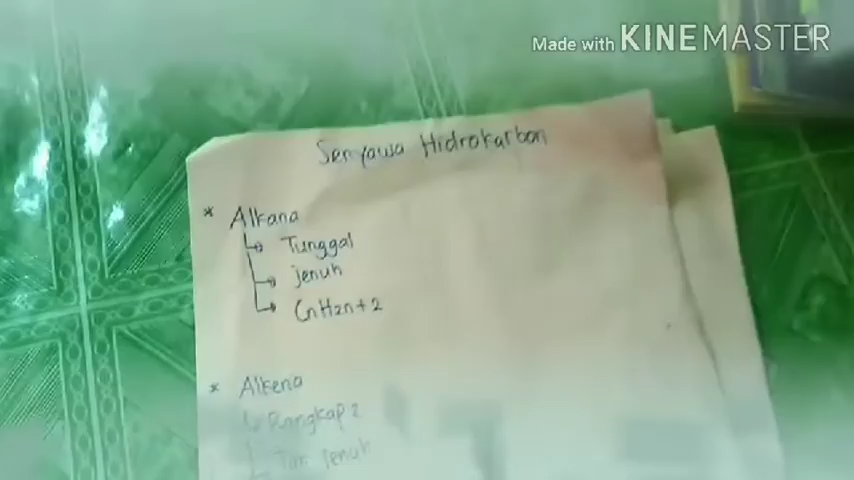 Made with KINEMASTER
Senyawa Hidrokarbon
* Alkana
Tunggal
jenuh
CnH2n+2
* Alkena
Rangkap 2
Tak jenuh